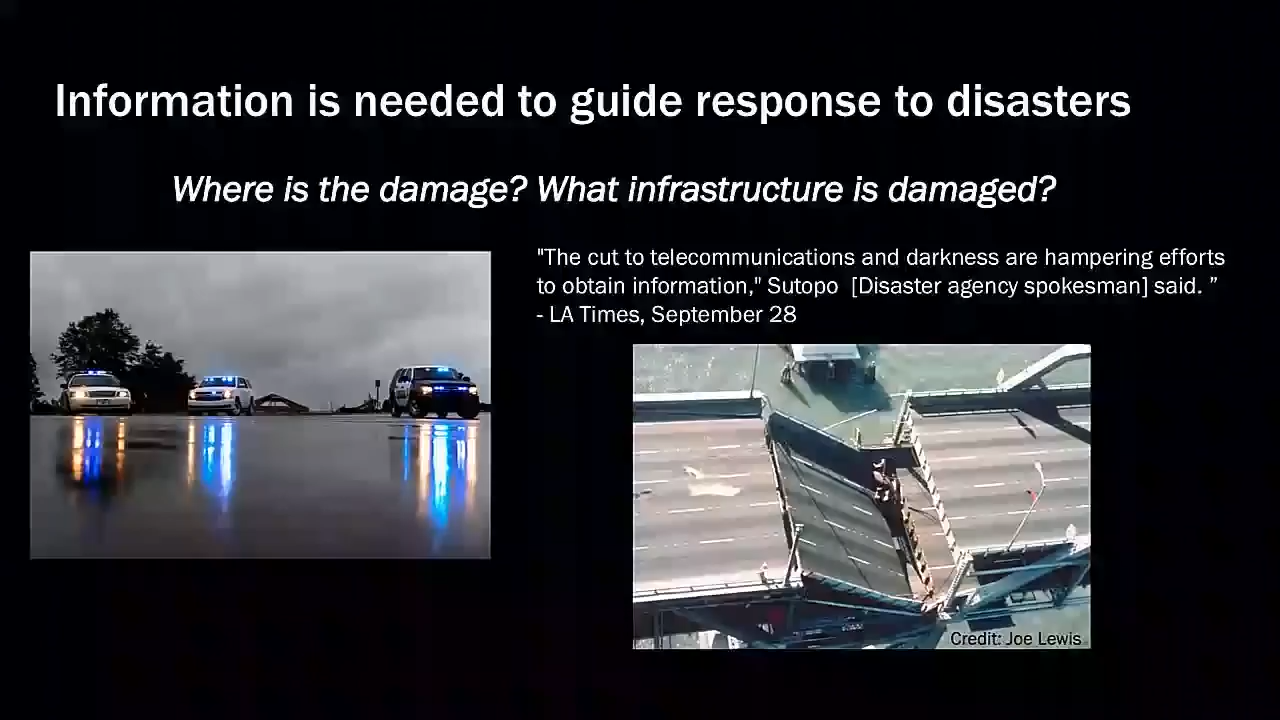 Information is needed to guide response to disasters
Where is the damage? What infrastructure is damaged?
"The cut to telecommunications and darkness are hampering efforts
to obtain information," Sutopo  [Disaster agency spokesman] said. ”
- LA Times, September 28
Credit: Joe Lewis